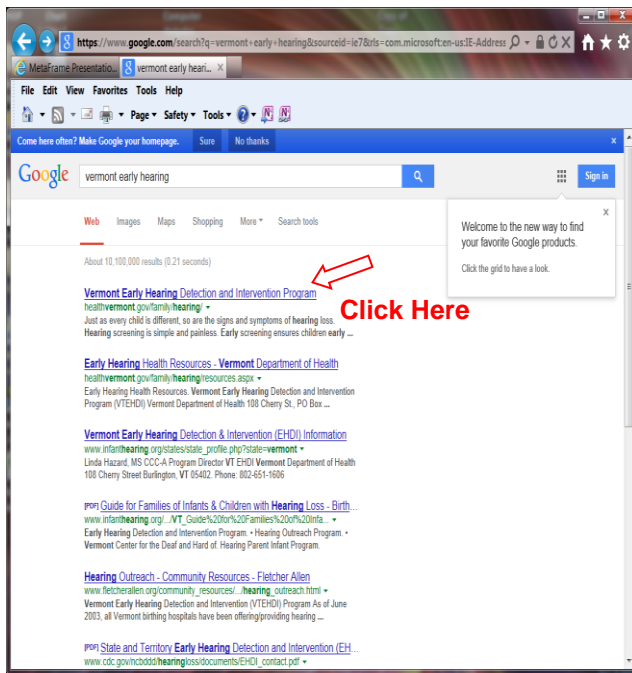 https://www.google.com/search?q=vermont+early+hearing&sourceid=ie7&rls=com.microsoft:en-us:IE-Address
MetaFrame Presentatio... vermont early heari... ×
File Edit View Favorites Tools Help
Page Safety Tools
Come here often? Make Google your homepage. Sure No thanks x
Google vermont early hearing Sign in
Web Images Maps Shopping More Search tools
x
Welcome to the new way to find
your favorite Google products.
Click the grid to have a look.
About 10,100,000 results (0.21 seconds)
Vermont Early Hearing Detection and Intervention Program
healthvermont.gov/family/hearing/
Just as every child is different, so are the signs and symptoms of hearing loss.
Hearing screening is simple and painless. Early screening ensures children early ...
Click Here
Early Hearing Health Resources - Vermont Department of Health
healthvermont.gov/family/hearing/resources.aspx
Early Hearing Health Resources. Vermont Early Hearing Detection and Intervention
Program (VTEHDI) Vermont Department of Health 108 Cherry St., PO Box ...
Vermont Early Hearing Detection & Intervention (EHDI) Information
www.infanthearing.org/states/state_profile.php?state=vermont
Linda Hazard, MS CCC-A Program Director VT EHDI Vermont Department of Health
108 Cherry Street Burlington, VT 05402. Phone: 802-651-1606
[PDF] Guide for Families of Infants & Children with Hearing Loss - Birth...
www.infanthearing.org/.../VT_Guide%20for%20Families%20of%20Infa...
Early Hearing Detection and Intervention Program. • Hearing Outreach Program. •
Vermont Center for the Deaf and Hard of. Hearing Parent Infant Program.
Hearing Outreach - Community Resources - Fletcher Allen
www.fletcherallen.org/community_resources/.../hearing_outreach.html
Vermont Early Hearing Detection and Intervention (VTEHDI) Program As of June
2003, all Vermont birthing hospitals have been offering/providing hearing ...
[PDF] State and Territory Early Hearing Detection and Intervention (EH...
www.cdc.gov/ncbddd/hearingloss/documents/EHDI_contact.pdf